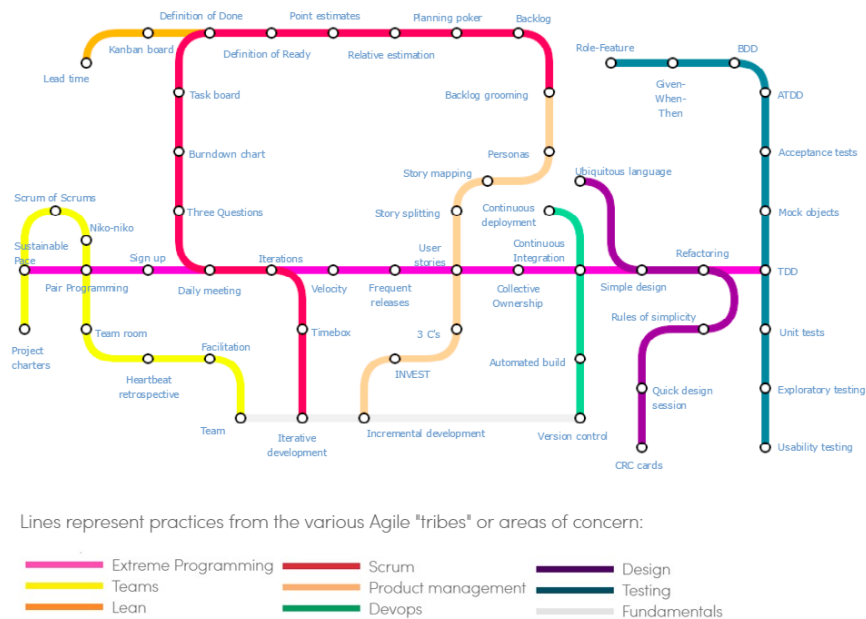 Definition of Done
Point estimates
Planning poker
Backlog
Kanban board
Definition of Ready
Relative estimation
Lead time
Role-Feature
BDD
Given-
When-
Then
Task board
Backlog grooming
ATDD
Burndown chart
Personas
Acceptance tests
Story mapping
Ubiquitous language
Scrum of Scrums
Niko-niko
Three Questions
Story splitting
Continuous
deployment
Mock objects
Sustainable
Pace
Pair Programming
Sign up
Daily meeting
Iterations
Velocity
Frequent
releases
User
stories
Continuous
Integration
Collective
Ownership
Simple design
Refactoring
TDD
Project
charters
Team room
Timebox
3 C's
Rules of simplicity
Unit tests
Heartbeat
retrospective
Facilitation
INVEST
Automated build
Quick design
session
Exploratory testing
Team
Iterative
development
Incremental development
Version control
CRC cards
Usability testing
Lines represent practices from the various Agile "tribes" or areas of concern:
Extreme Programming
Scrum
Design
Teams
Product management
Testing
Lean
Devops
Fundamentals